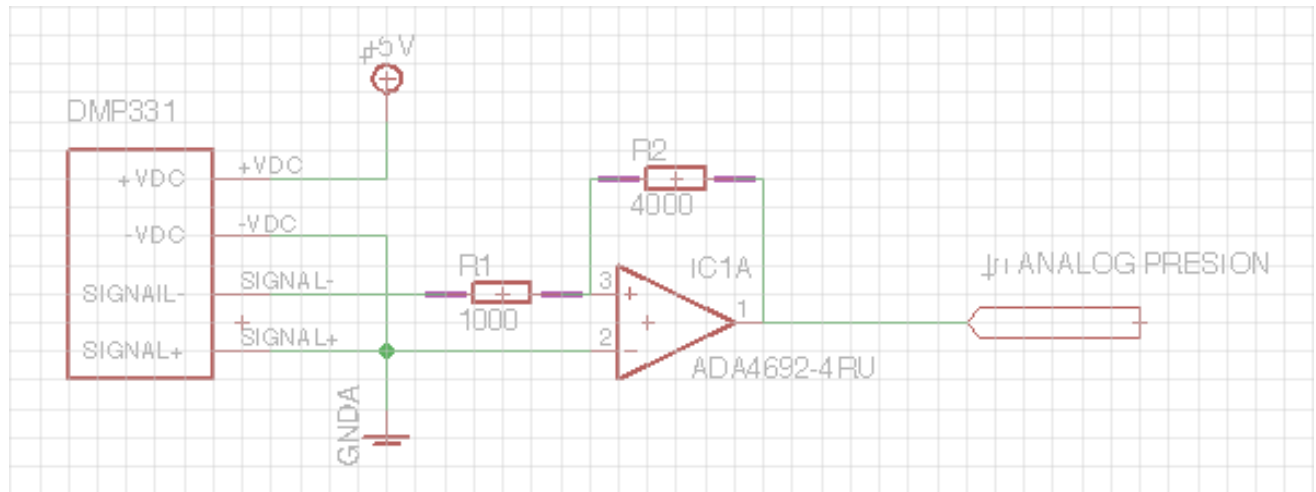 +5V
DMP331
+VDC
+VDC
-VDC
-VDC
SIGNAIL-
SIGNAL-
SIGNAL+
SIGNAL+
GNDA
R1
1000
R2
4000
3
2
1
IC1A
ADA4692-4RU
ANALOG PRESION